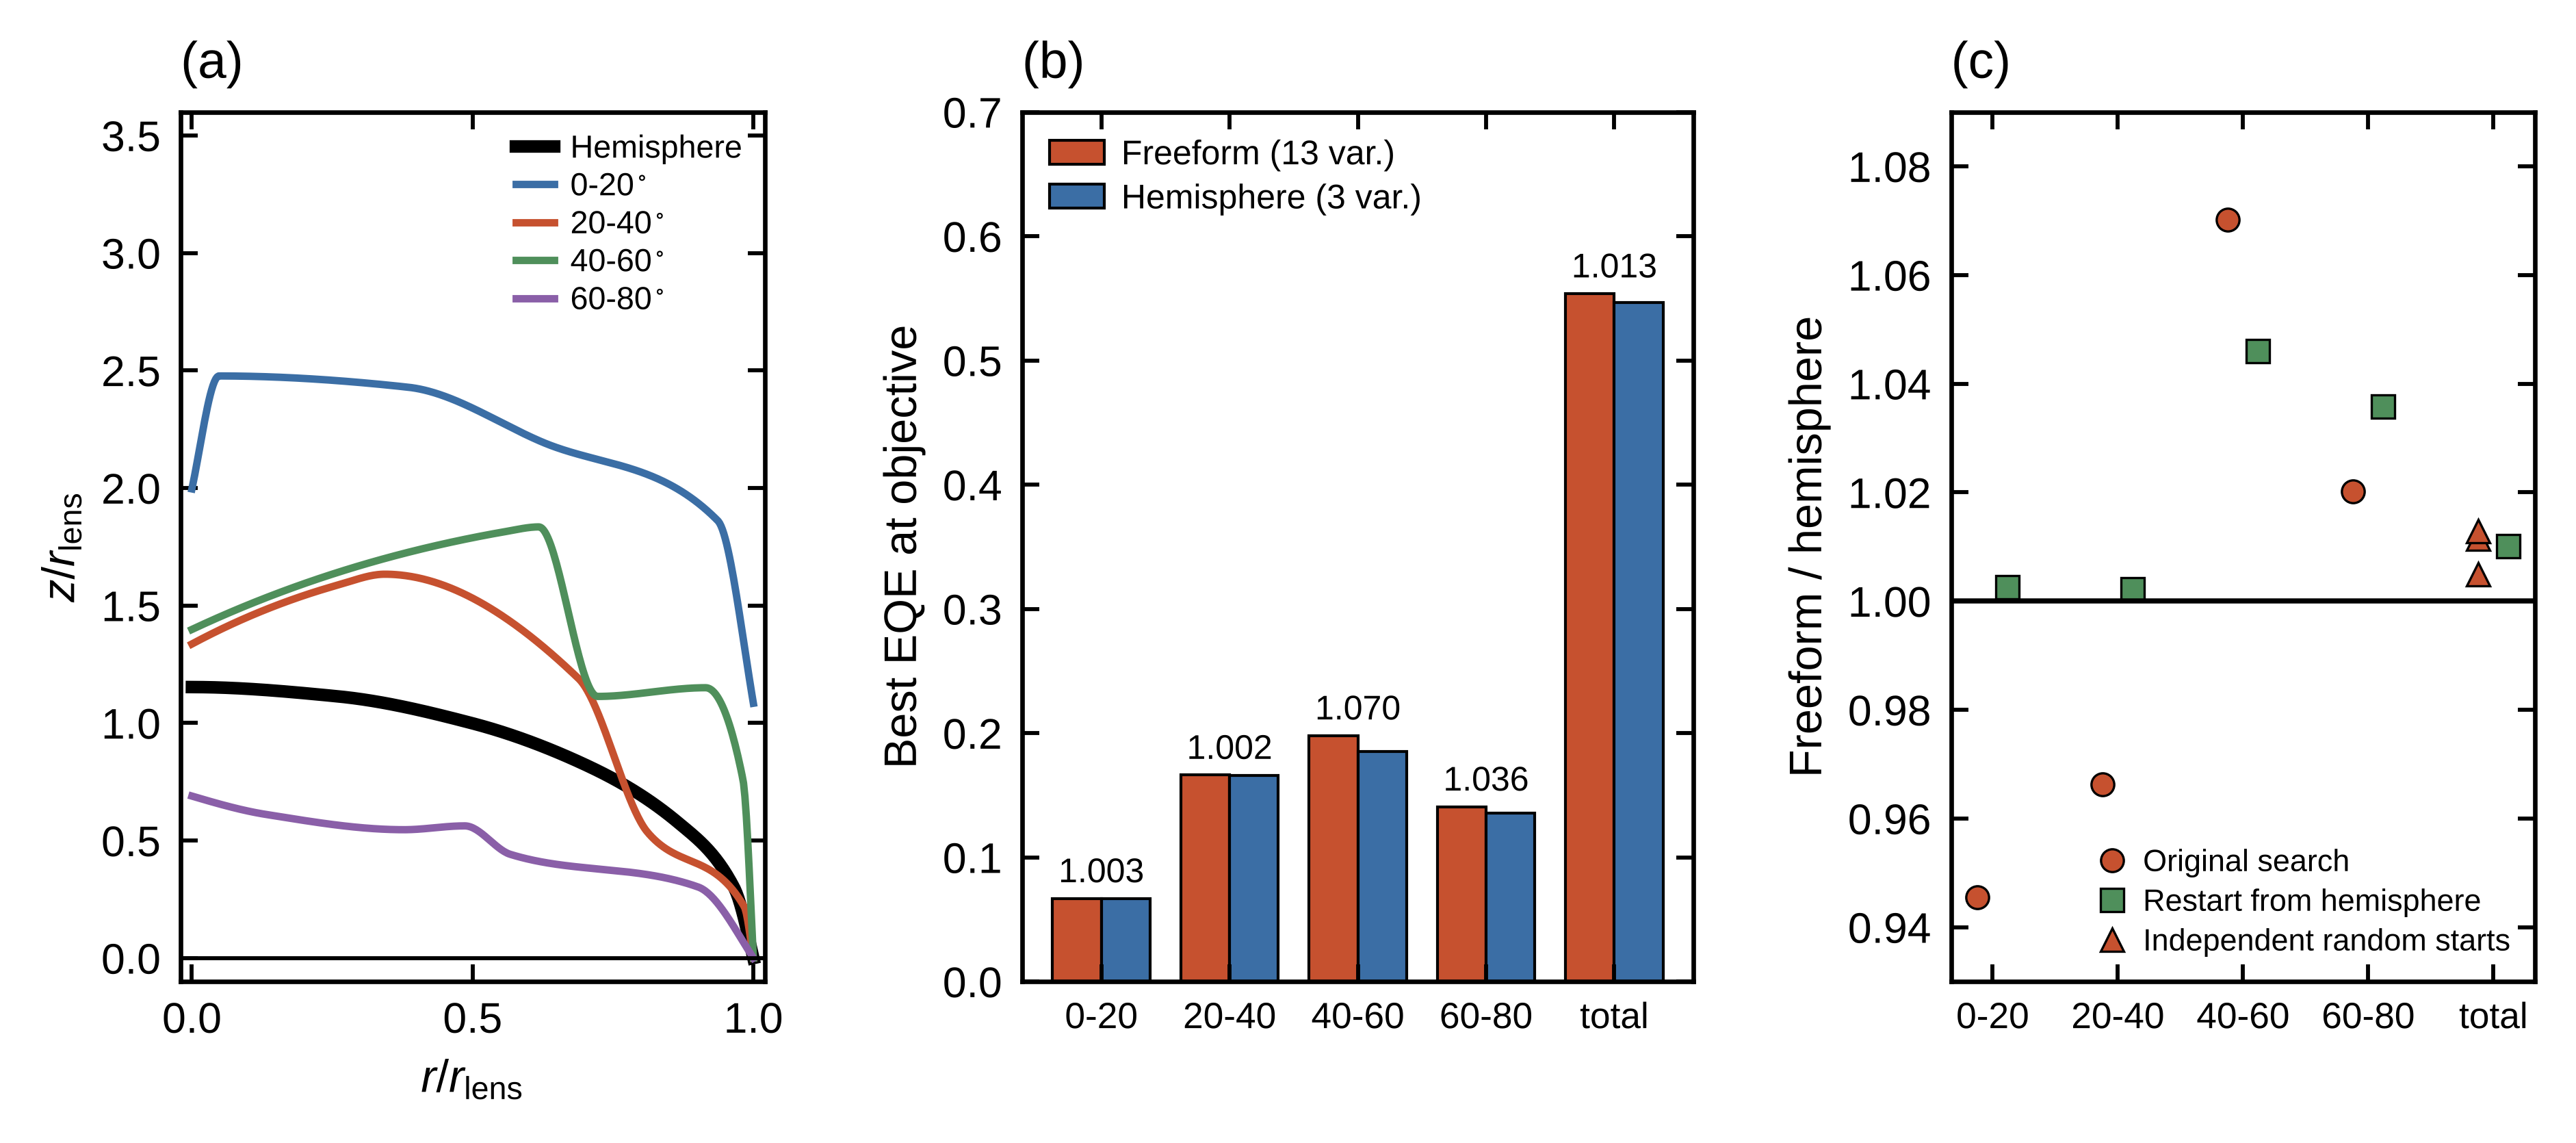 (a)
3.5
3.0
2.5
2.0
1.5
1.0
0.5
0.0
z/r_lens
0.0 0.5 1.0
r/r_lens
Hemisphere
0-20°
20-40°
40-60°
60-80°
(b)
0.7
0.6
0.5
0.4
0.3
0.2
0.1
0.0
Best EQE at objective
Freeform (13 var.)
Hemisphere (3 var.)
1.003
1.002
1.070
1.036
1.013
0-20 20-40 40-60 60-80 total
(c)
1.08
1.06
1.04
1.02
1.00
0.98
0.96
0.94
Freeform / hemisphere
Original search
Restart from hemisphere
Independent random starts
0-20 20-40 40-60 60-80 total